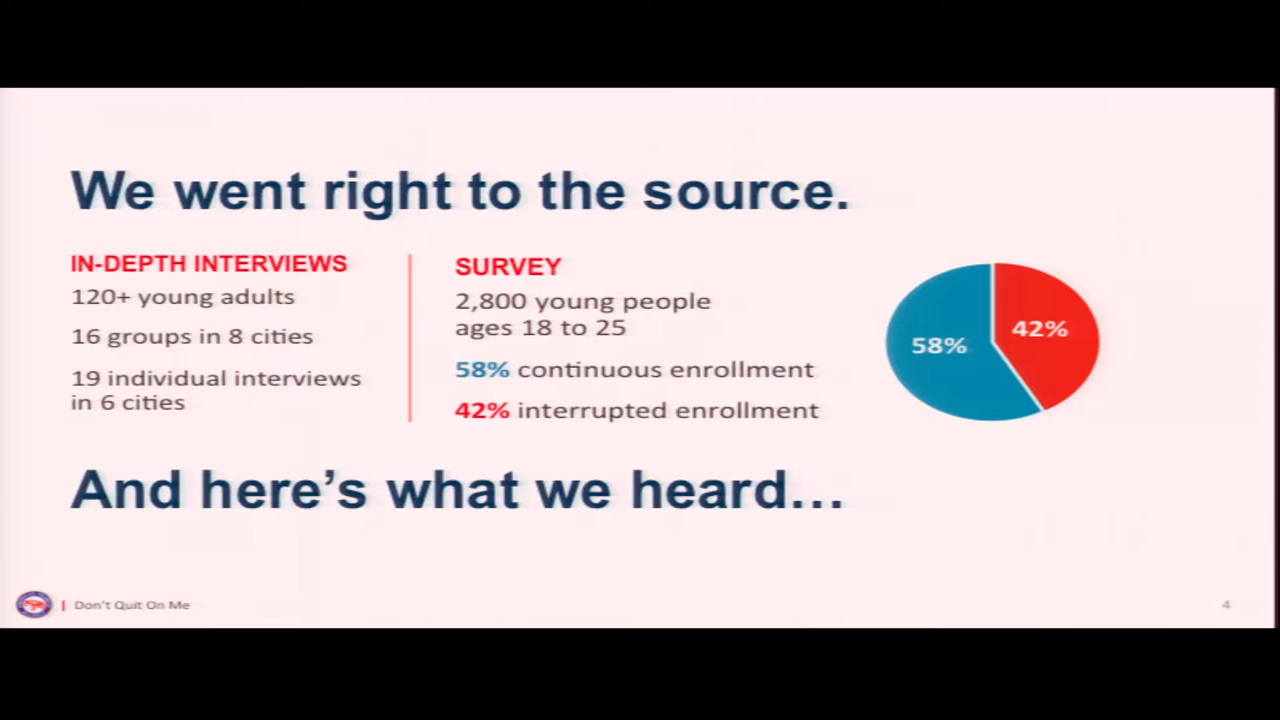 We went right to the source.
IN-DEPTH INTERVIEWS
120+ young adults
16 groups in 8 cities
19 individual interviews
in 6 cities
SURVEY
2,800 young people
ages 18 to 25
58% continuous enrollment
42% interrupted enrollment
58%
42%
And here’s what we heard…
Don't Quit On Me
4